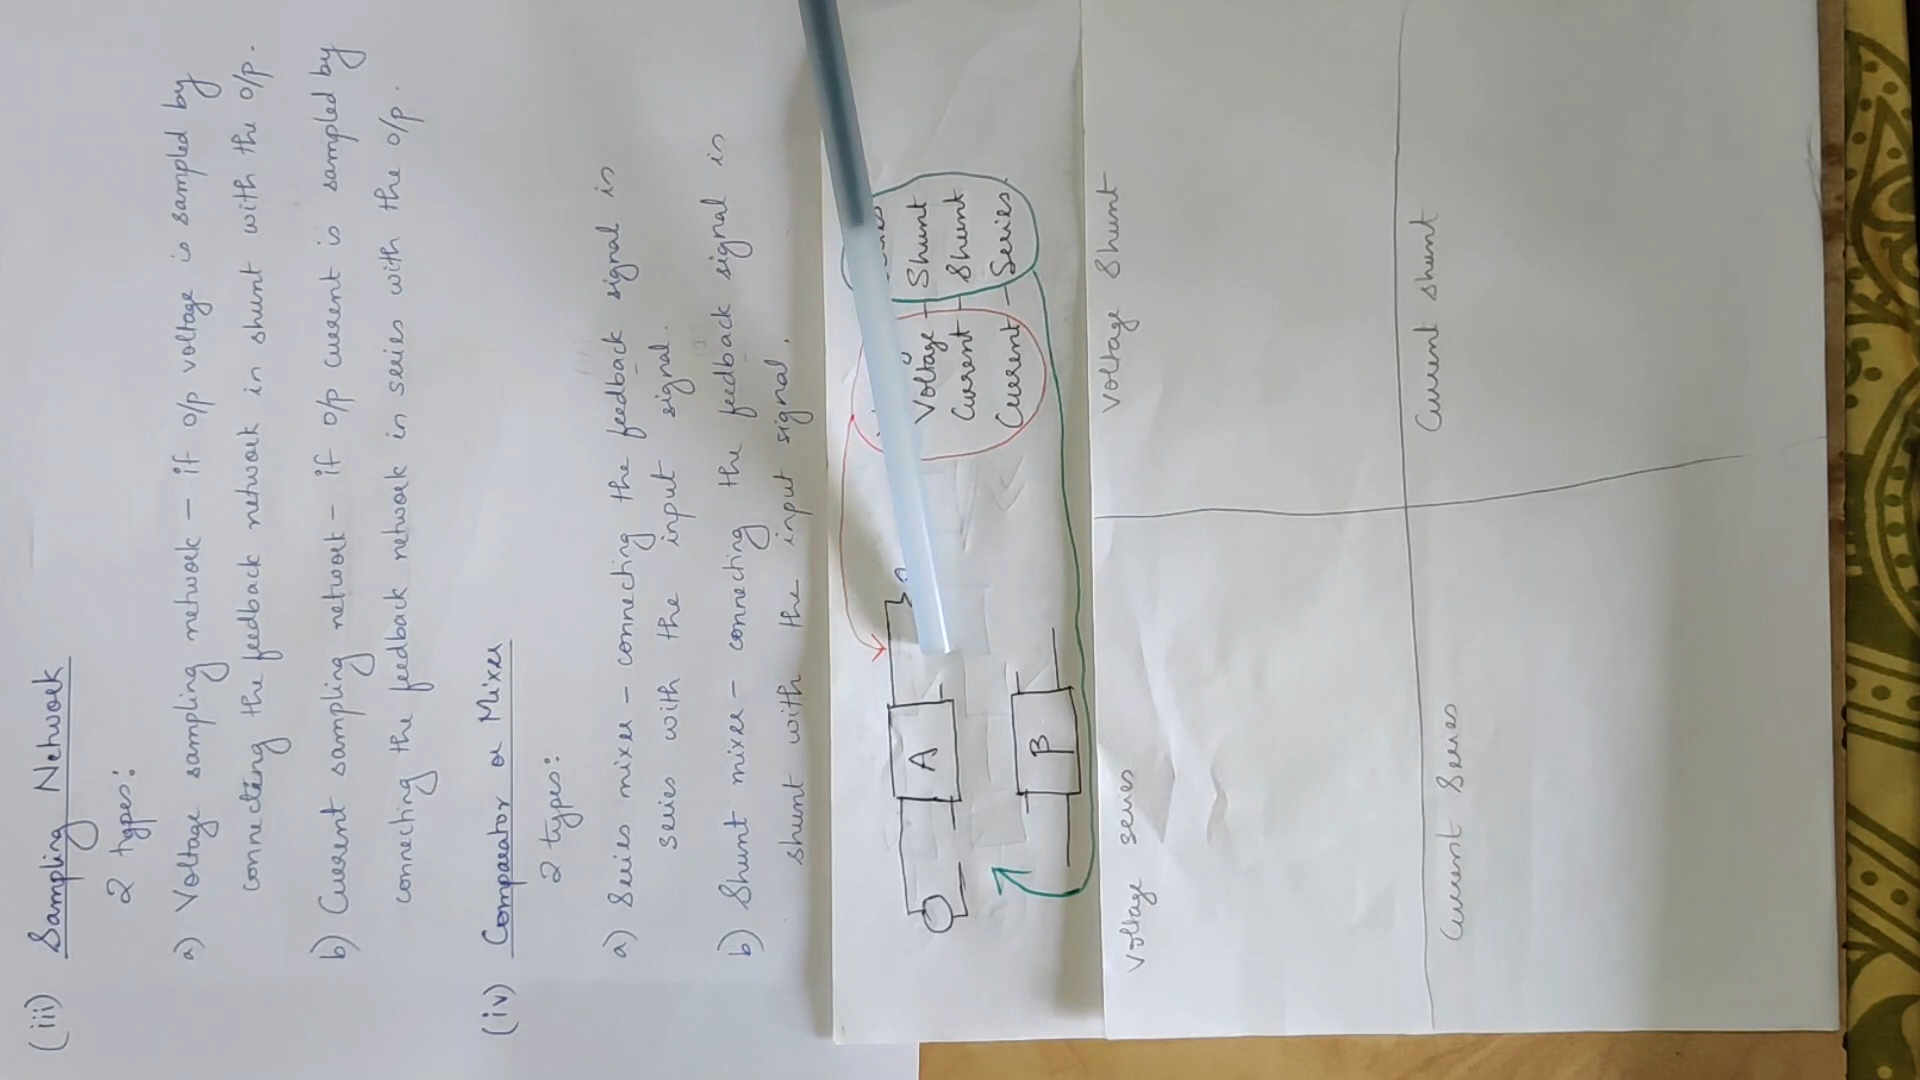 (iii) Sampling Network
2 types:
a) Voltage sampling network - if o/p voltage is sampled by
connecting the feedback network in shunt with the o/p.
b) Current sampling network - if o/p current is sampled by
connecting the feedback network in series with the o/p.
(iv) Comparator or Mixer
2 types:
a) Series mixer - connecting the feedback signal is
series with the input signal.
b) Shunt mixer - connecting the feedback signal is
shunt with the input signal.
Voltage - Shunt
Current - Shunt
Current - Series.
A
β
Voltage series
Voltage Shunt
Current Series
Current shunt